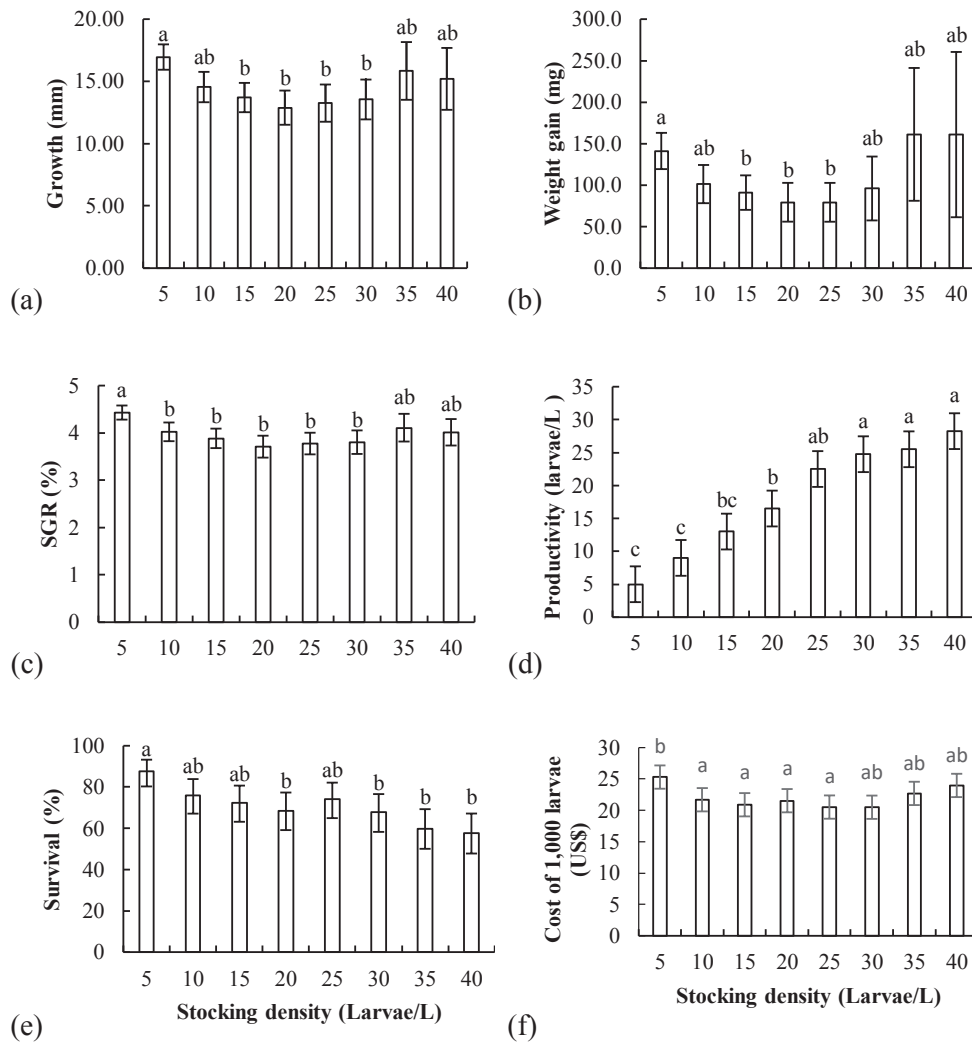 20.00
15.00
10.00
5.00
0.00
Growth (mm)
a ab b b b b ab ab
5 10 15 20 25 30 35 40
(a)
300.0
250.0
200.0
150.0
100.0
50.0
0.0
Weight gain (mg)
a ab b b b ab ab ab
5 10 15 20 25 30 35 40
(b)
5
4
3
2
1
0
SGR (%)
a b b b b b ab ab
5 10 15 20 25 30 35 40
(c)
35
30
25
20
15
10
5
0
Productivity (larvae/L )
c c bc b ab a a a
5 10 15 20 25 30 35 40
(d)
100
80
60
40
20
0
Survival (%)
a ab ab b ab b b b
5 10 15 20 25 30 35 40
Stocking density (Larvae/L)
(e)
30
25
20
15
10
5
0
Cost of 1,000 larvae
(US$)
b a a a a ab ab ab
5 10 15 20 25 30 35 40
Stocking density (Larvae/L)
(f)